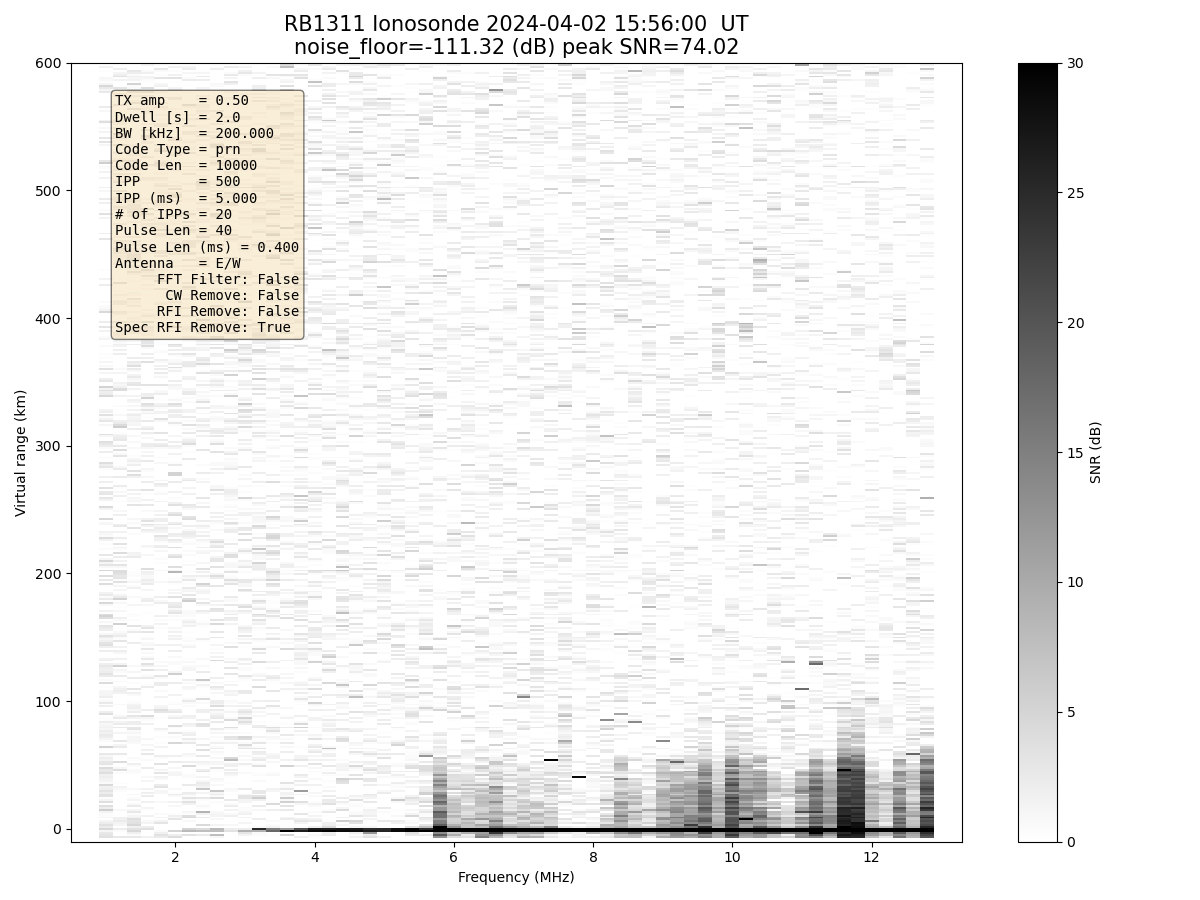 RB1311 Ionosonde 2024-04-02 15:56:00  UT
noise_floor=-111.32 (dB) peak SNR=74.02
TX amp    = 0.50
Dwell [s] = 2.0
BW [kHz]  = 200.000
Code Type = prn
Code Len  = 10000
IPP       = 500
IPP (ms)  = 5.000
# of IPPs = 20
Pulse Len = 40
Pulse Len (ms) = 0.400
Antenna   = E/W
FFT Filter: False
CW Remove: False
RFI Remove: False
Spec RFI Remove: True
600
500
400
300
200
100
0
Virtual range (km)
2 4 6 8 10 12
Frequency (MHz)
30
25
20
15
10
5
0
SNR (dB)